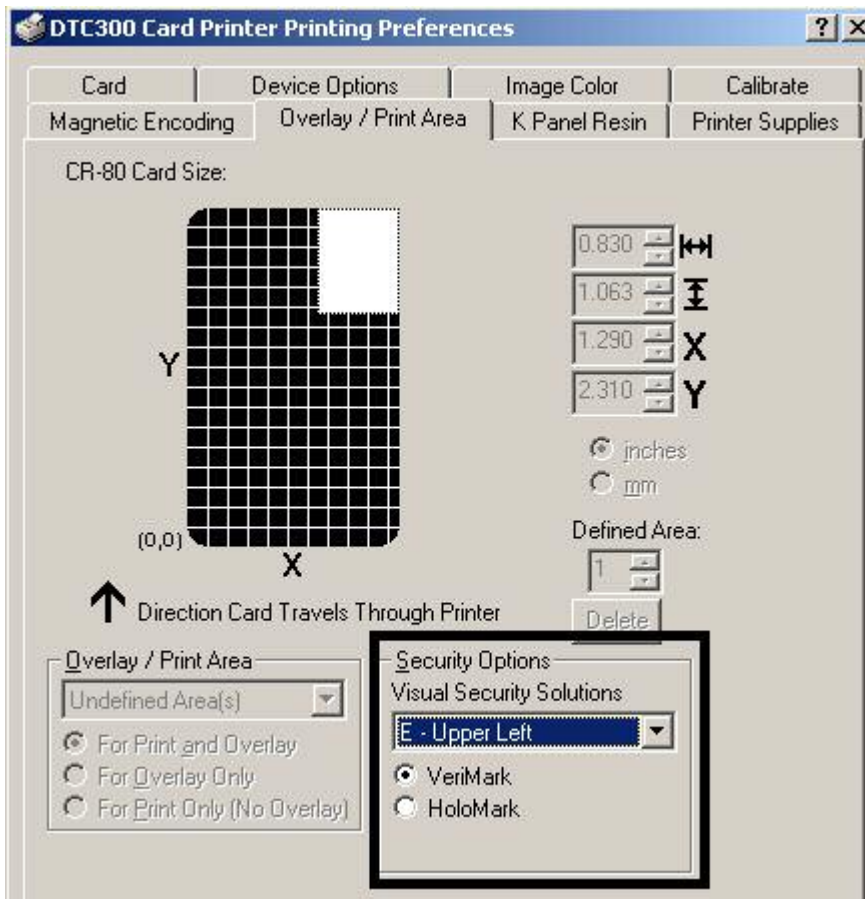 DTC300 Card Printer Printing Preferences ? X
Card Device Options Image Color Calibrate
Magnetic Encoding Overlay / Print Area K Panel Resin Printer Supplies
CR-80 Card Size:
0.830
1.063
1.290 X
Y
2.310 Y
inches
mm
(0,0)
X
Defined Area:
1
Direction Card Travels Through Printer
Delete
Overlay / Print Area
Undefined Area(s)
For Print and Overlay
For Overlay Only
For Print Only (No Overlay)
Security Options
Visual Security Solutions
E - Upper Left
VeriMark
HoloMark